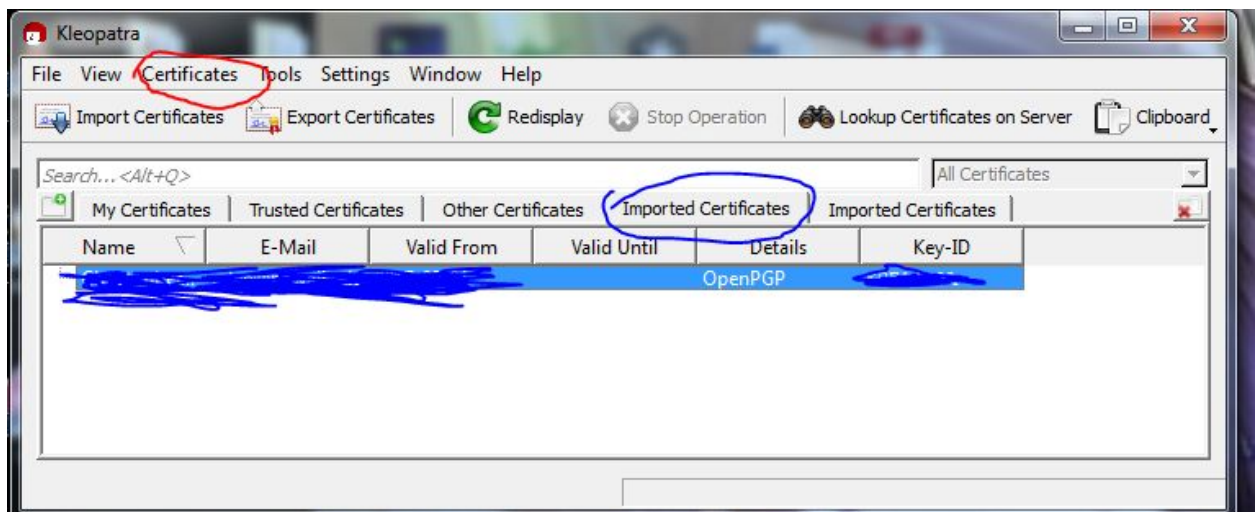 Kleopatra
File View Certificates Tools Settings Window Help
Import Certificates Export Certificates Redisplay Stop Operation Lookup Certificates on Server Clipboard
Search...<Alt+Q> All Certificates
My Certificates Trusted Certificates Other Certificates Imported Certificates Imported Certificates
Name E-Mail Valid From Valid Until Details Key-ID
OpenPGP